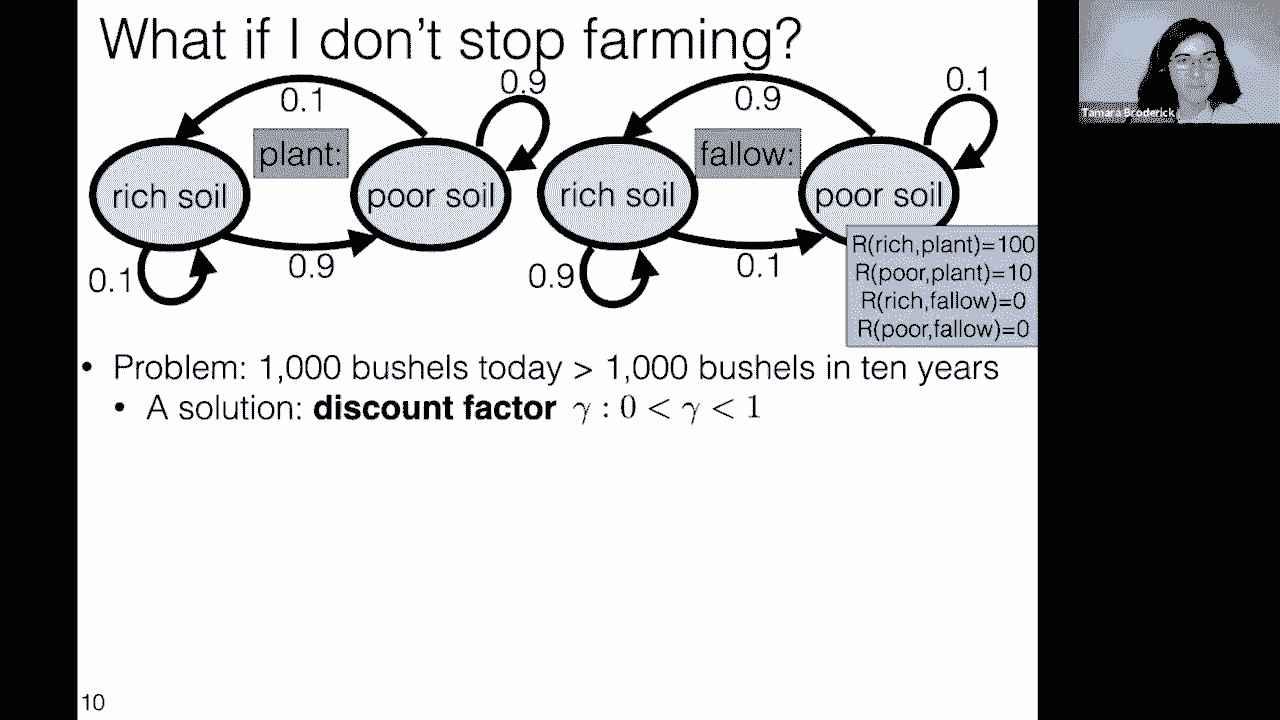 What if I don't stop farming?
Tamara Broderick
0.1
0.9
plant:
rich soil
poor soil
0.1
0.9
0.9
0.1
fallow:
rich soil
poor soil
0.9
0.1
R(rich,plant)=100
R(poor,plant)=10
R(rich,fallow)=0
R(poor,fallow)=0
• Problem: 1,000 bushels today > 1,000 bushels in ten years
• A solution: discount factor γ : 0 < γ < 1
10